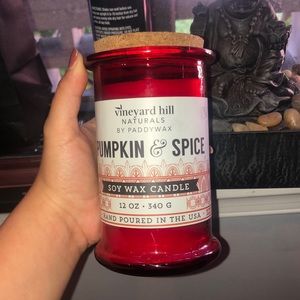 vineyard hill
NATURALS
BY PADDYWAX
PUMPKIN & SPICE
SOY WAX CANDLE
12 OZ • 340 G
HAND POURED IN THE USA